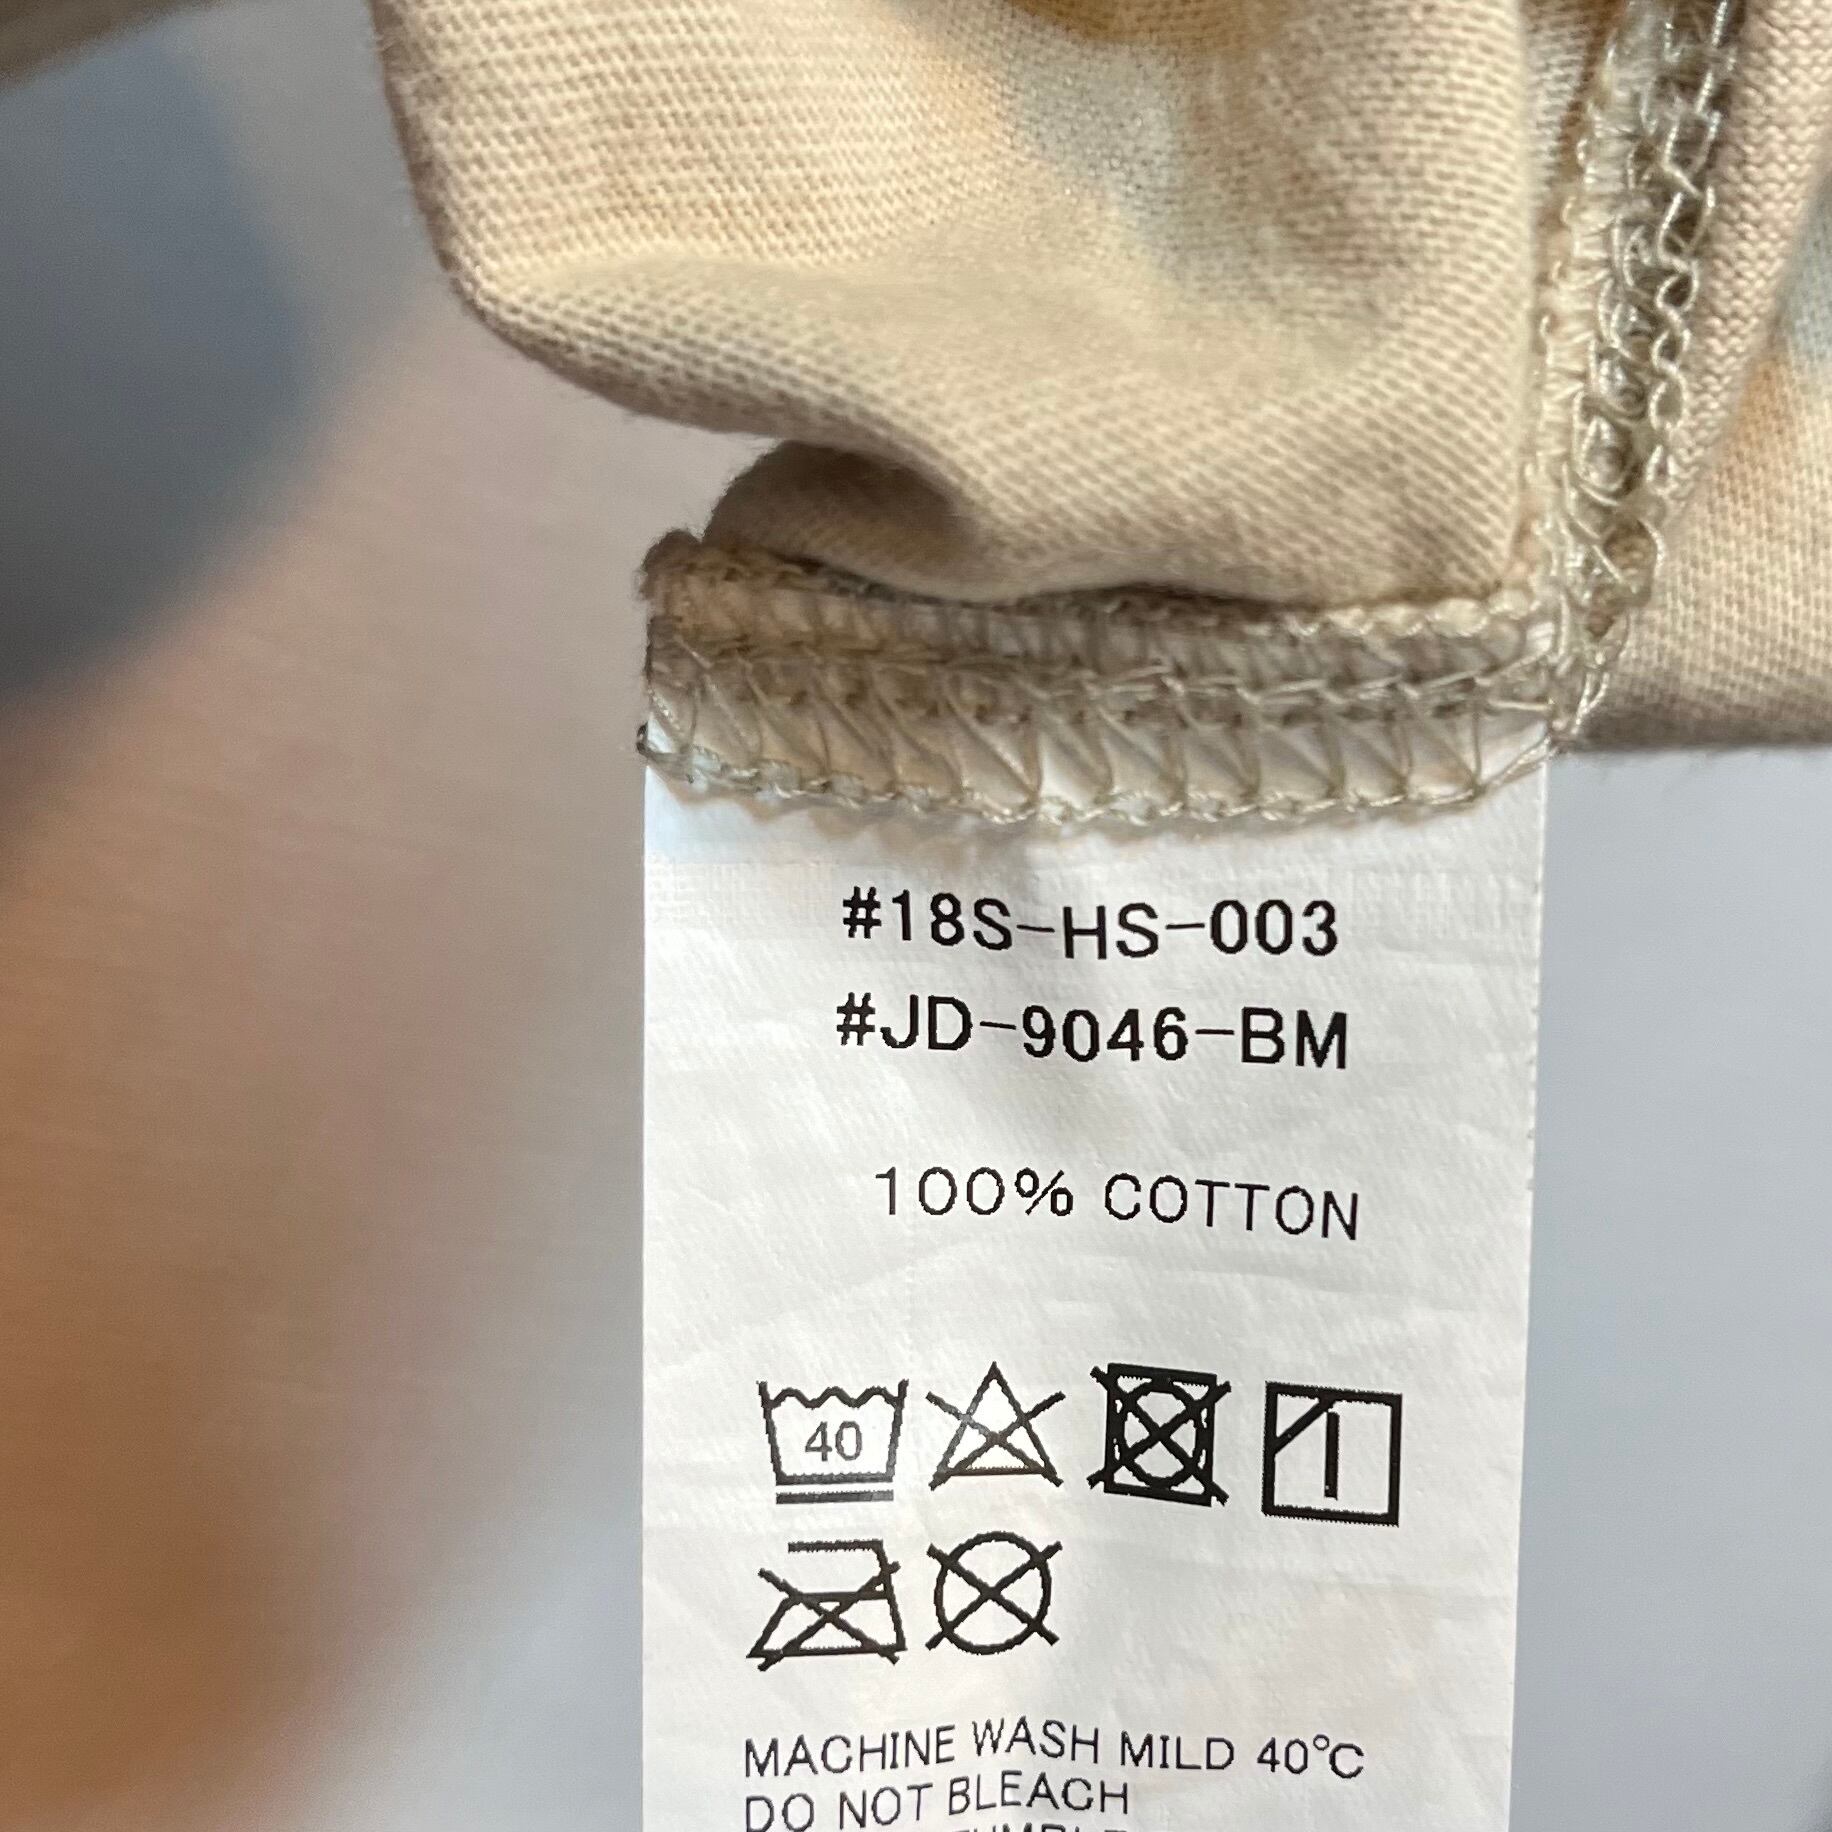 #18S-HS-003
#JD-9046-BM
100% COTTON
40
MACHINE WASH MILD 40°C
DO NOT BLEACH